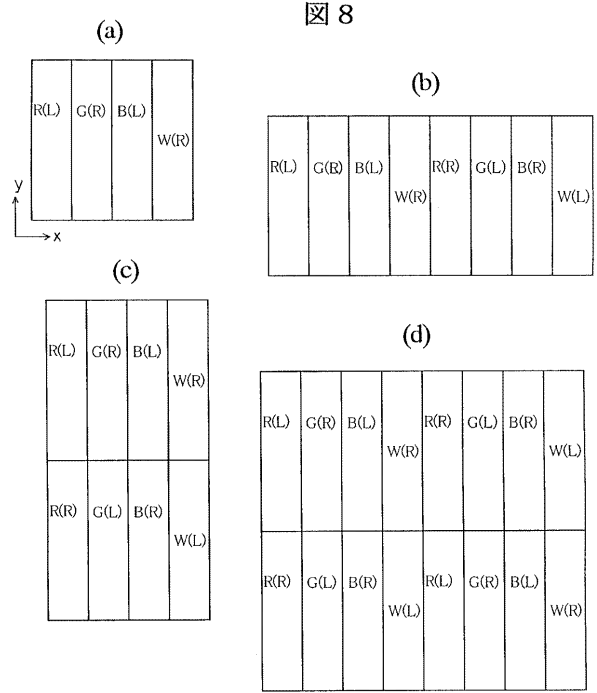 図 8
(a)
R(L) G(R) B(L) W(R)
y
x
(b)
R(L) G(R) B(L) W(R) R(R) G(L) B(R) W(L)
(c)
R(L) G(R) B(L) W(R)
R(R) G(L) B(R) W(L)
(d)
R(L) G(R) B(L) W(R) R(R) G(L) B(R) W(L)
R(R) G(L) B(R) W(L) R(L) G(R) B(L) W(R)